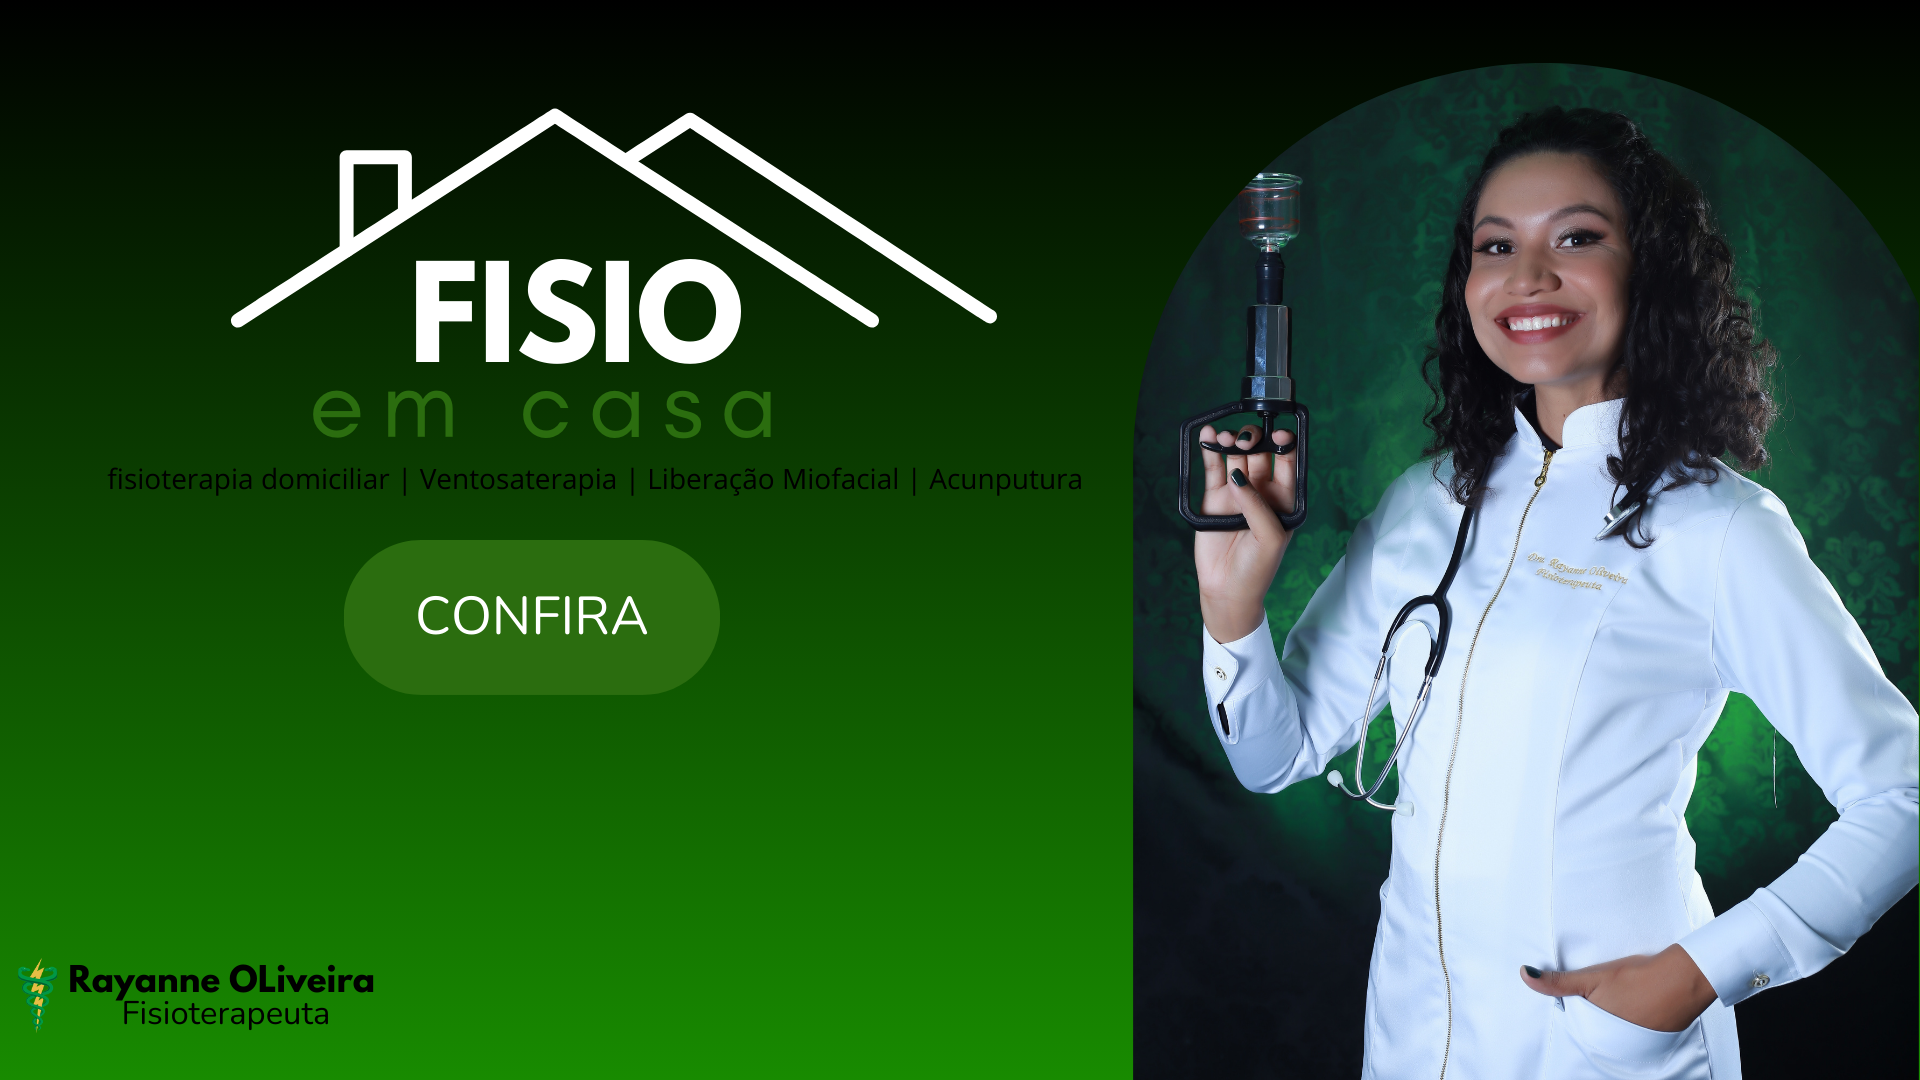 FISIO
em casa
fisioterapia domiciliar | Ventosaterapia | Liberação Miofacial | Acunputura
CONFIRA
Dra. Rayanne Oliveira
Fisioterapeuta
Rayanne OLiveira
Fisioterapeuta